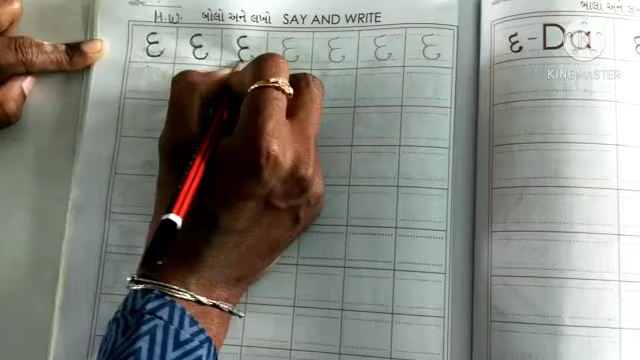 H.W. બોલો અને લખો SAY AND WRITE
દ દ દ દ દ દ દ
દ - Da
KINEMASTER